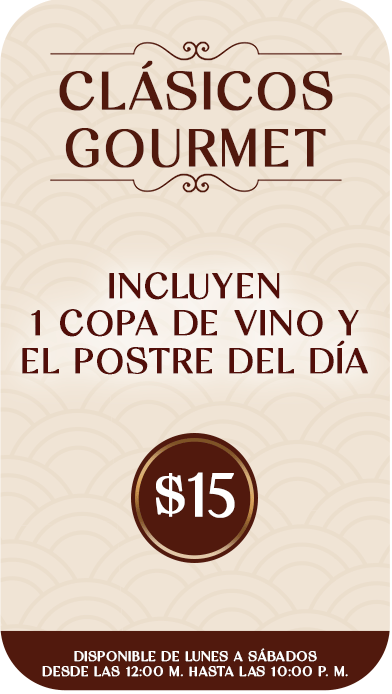 CLÁSICOS
GOURMET
INCLUYEN
1 COPA DE VINO Y
EL POSTRE DEL DÍA
$15
DISPONIBLE DE LUNES A SÁBADOS
DESDE LAS 12:00 M. HASTA LAS 10:00 P. M.